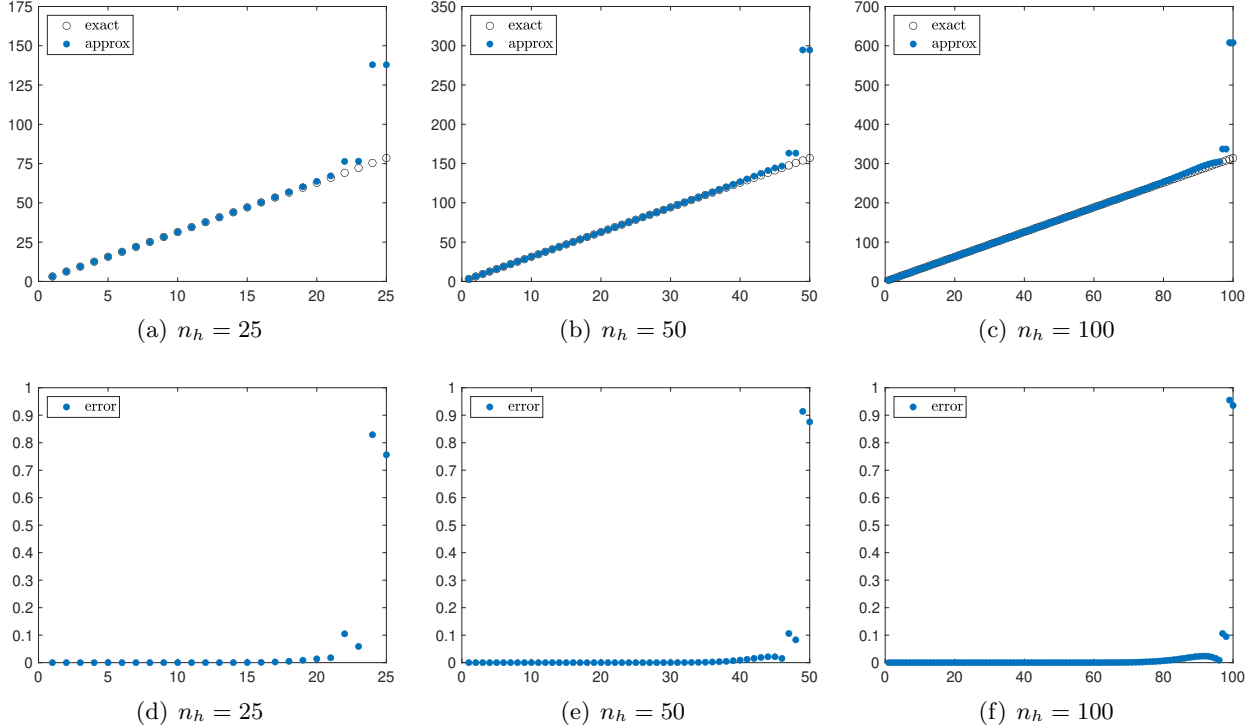 175
150
125
100
75
50
25
0
0 5 10 15 20 25
exact
approx
(a) n_h = 25
350
300
250
200
150
100
50
0
0 10 20 30 40 50
exact
approx
(b) n_h = 50
700
600
500
400
300
200
100
0
0 20 40 60 80 100
exact
approx
(c) n_h = 100
1
0.9
0.8
0.7
0.6
0.5
0.4
0.3
0.2
0.1
0
0 5 10 15 20 25
error
(d) n_h = 25
1
0.9
0.8
0.7
0.6
0.5
0.4
0.3
0.2
0.1
0
0 10 20 30 40 50
error
(e) n_h = 50
1
0.9
0.8
0.7
0.6
0.5
0.4
0.3
0.2
0.1
0
0 20 40 60 80 100
error
(f) n_h = 100